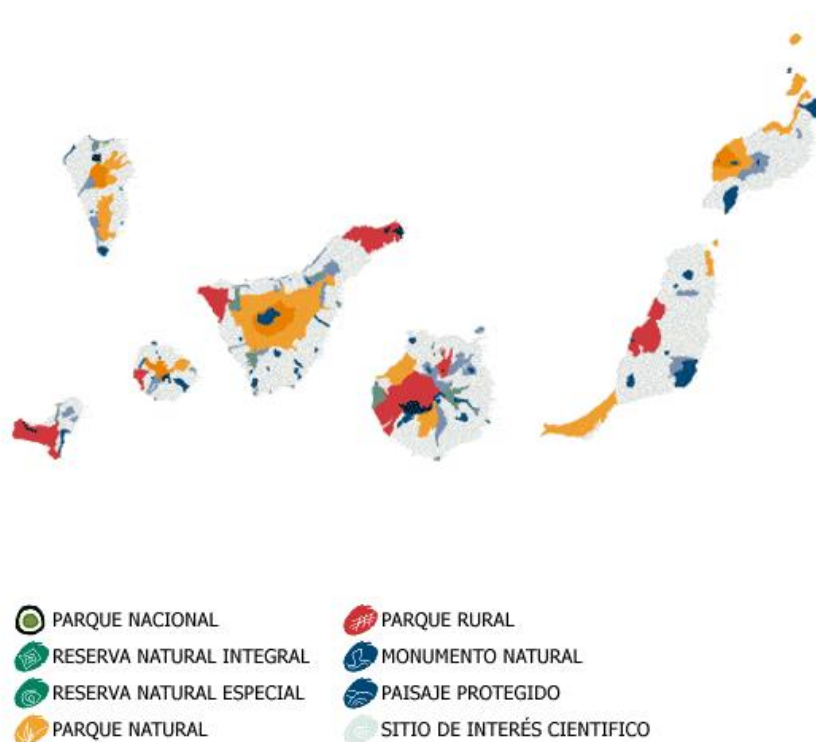 PARQUE NACIONAL
RESERVA NATURAL INTEGRAL
RESERVA NATURAL ESPECIAL
PARQUE NATURAL
PARQUE RURAL
MONUMENTO NATURAL
PAISAJE PROTEGIDO
SITIO DE INTERÉS CIENTIFICO